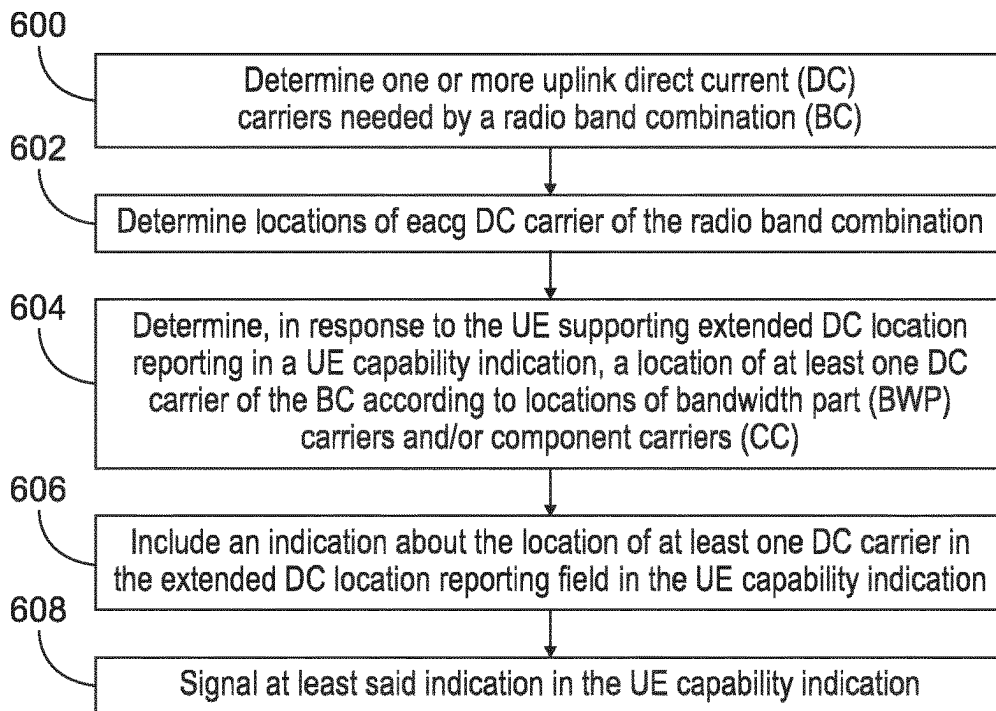 600
Determine one or more uplink direct current (DC)
carriers needed by a radio band combination (BC)
602
Determine locations of eacg DC carrier of the radio band combination
604
Determine, in response to the UE supporting extended DC location
reporting in a UE capability indication, a location of at least one DC
carrier of the BC according to locations of bandwidth part (BWP)
carriers and/or component carriers (CC)
606
Include an indication about the location of at least one DC carrier in
the extended DC location reporting field in the UE capability indication
608
Signal at least said indication in the UE capability indication